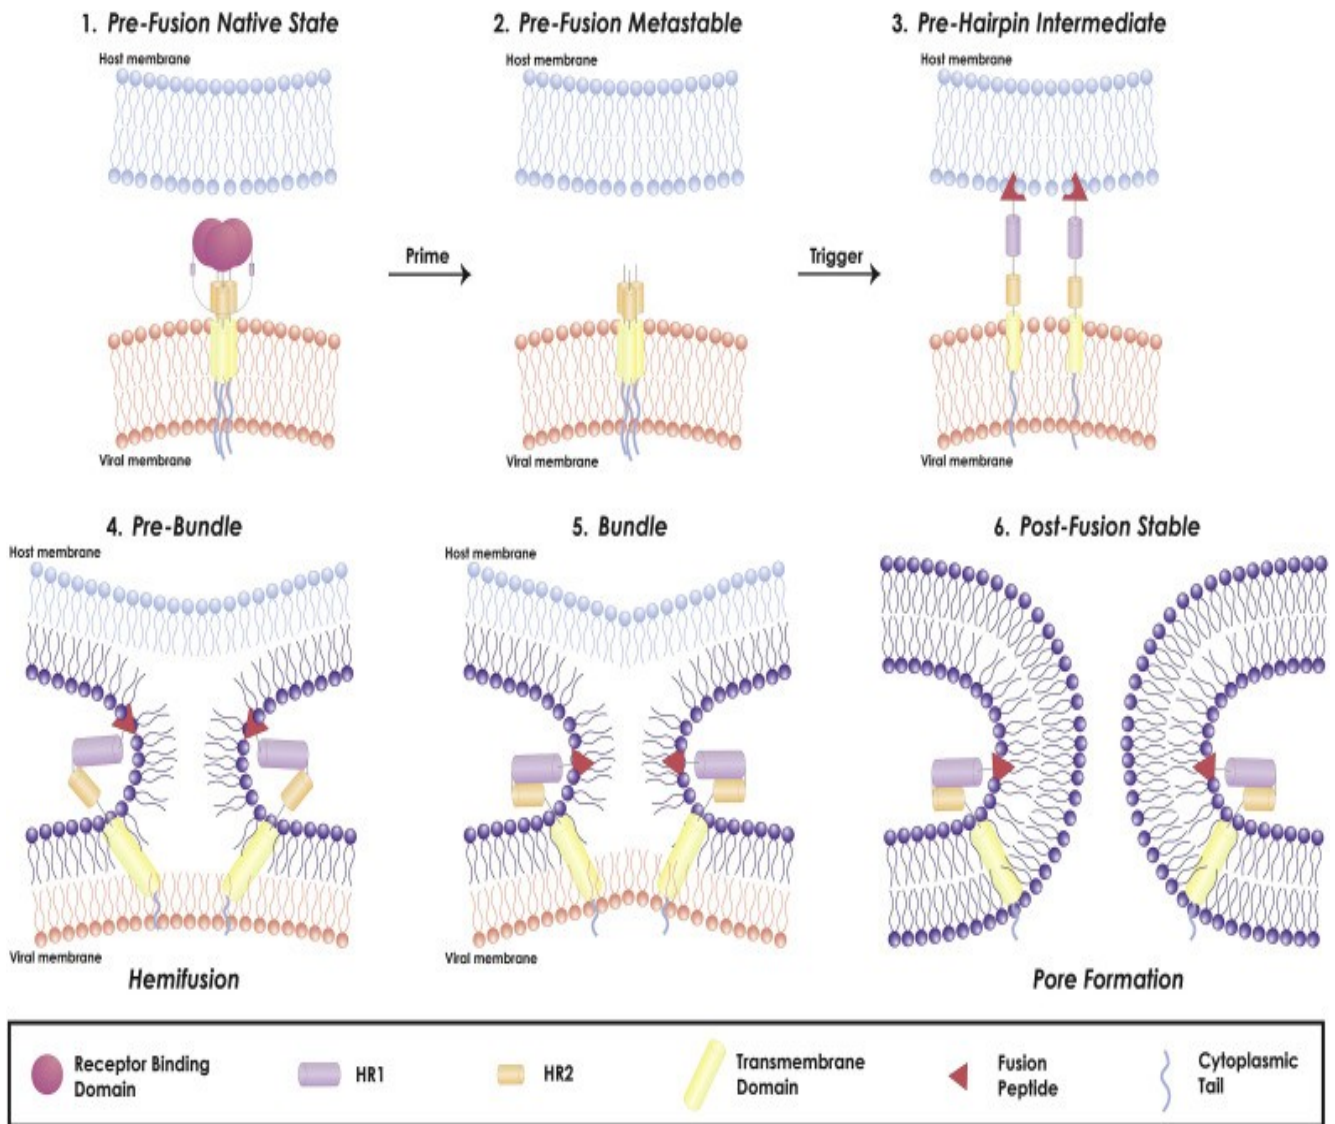 1. Pre-Fusion Native State
2. Pre-Fusion Metastable
3. Pre-Hairpin Intermediate
Host membrane
Host membrane
Host membrane
Prime
Trigger
Viral membrane
Viral membrane
Viral membrane
4. Pre-Bundle
5. Bundle
6. Post-Fusion Stable
Host membrane
Host membrane
Viral membrane
Viral membrane
Hemifusion
Pore Formation
Receptor Binding
Domain
HR1
HR2
Transmembrane
Domain
Fusion
Peptide
Cytoplasmic
Tail